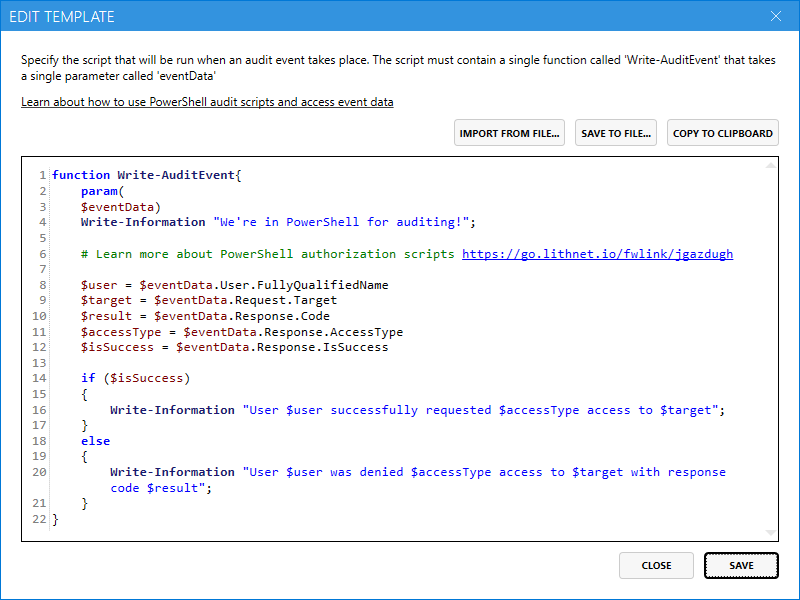 EDIT TEMPLATE
Specify the script that will be run when an audit event takes place. The script must contain a single function called 'Write-AuditEvent' that takes
a single parameter called 'eventData'
Learn about how to use PowerShell audit scripts and access event data
IMPORT FROM FILE... SAVE TO FILE... COPY TO CLIPBOARD
1 function Write-AuditEvent{
2 param(
3 $eventData)
4 Write-Information "We're in PowerShell for auditing!";
5
6 # Learn more about PowerShell authorization scripts https://go.lithnet.io/fwlink/jgazdugh
7
8 $user = $eventData.User.FullyQualifiedName
9 $target = $eventData.Request.Target
10 $result = $eventData.Response.Code
11 $accessType = $eventData.Response.AccessType
12 $isSuccess = $eventData.Response.IsSuccess
13
14 if ($isSuccess)
15 {
16 Write-Information "User $user successfully requested $accessType access to $target";
17 }
18 else
19 {
20 Write-Information "User $user was denied $accessType access to $target with response
code $result";
21 }
22 }
CLOSE SAVE